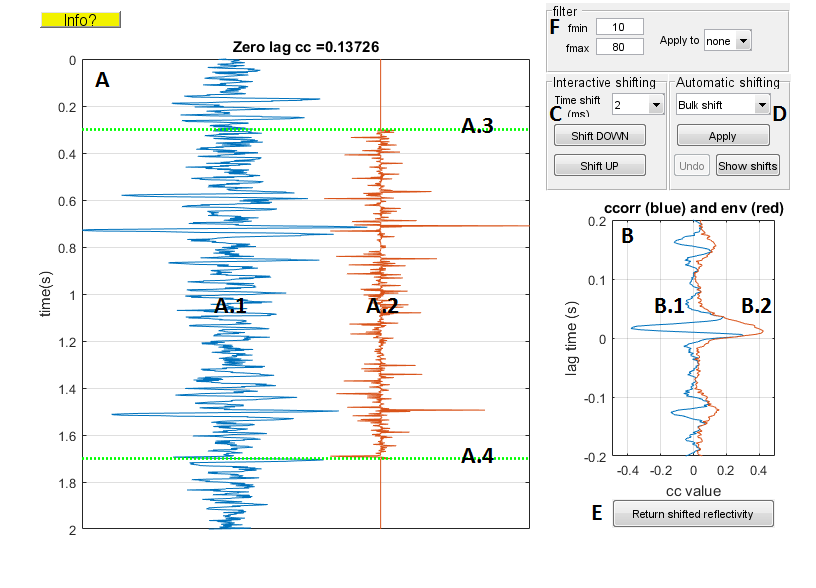 Info?
Zero lag cc =0.13726
A
A.3
A.1
A.2
A.4
0
0.2
0.4
0.6
0.8
1
1.2
1.4
1.6
1.8
2
time(s)
filter
F
fmin 10
fmax 80
Apply to none
Interactive shifting
Time shift (ms) 2
C
Shift DOWN
Shift UP
Automatic shifting
Bulk shift
D
Apply
Undo Show shifts
ccorr (blue) and env (red)
B
B.1
B.2
0.2
0.1
0
-0.1
-0.2
lag time (s)
-0.4 -0.2 0 0.2 0.4
cc value
E
Return shifted reflectivity